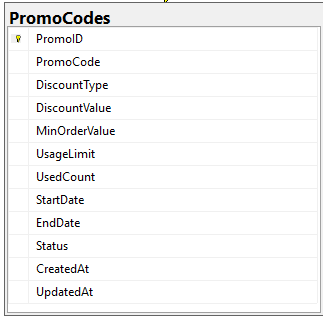 PromoCodes
PromoID
PromoCode
DiscountType
DiscountValue
MinOrderValue
UsageLimit
UsedCount
StartDate
EndDate
Status
CreatedAt
UpdatedAt